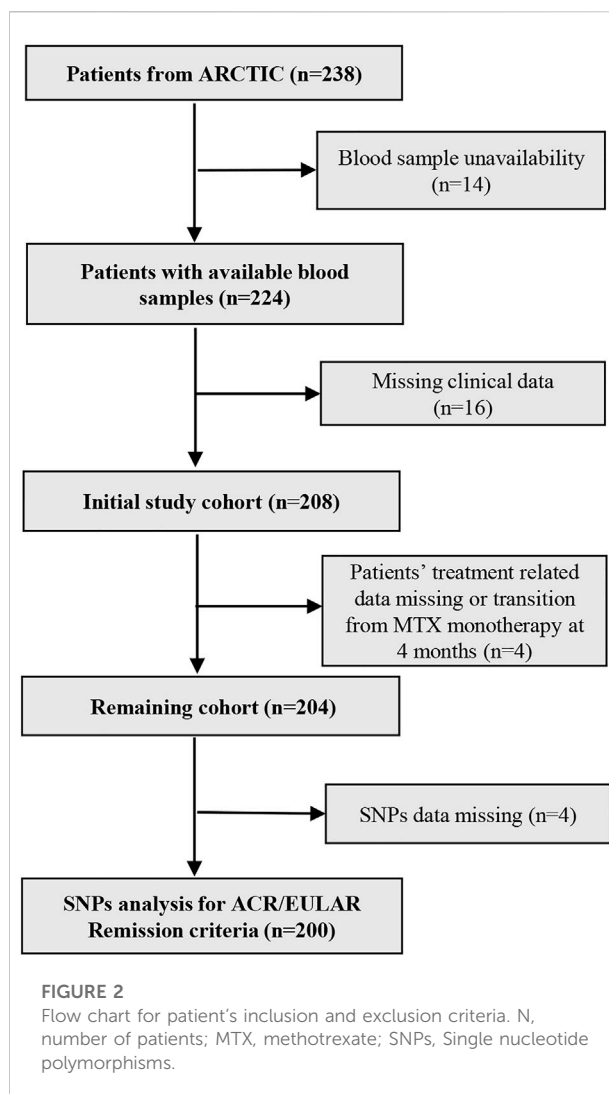 Patients from ARCTIC (n=238)
Blood sample unavailability
(n=14)
Patients with available blood
samples (n=224)
Missing clinical data
(n=16)
Initial study cohort (n=208)
Patients’ treatment related
data missing or transition
from MTX monotherapy at
4 months (n=4)
Remaining cohort (n=204)
SNPs data missing (n=4)
SNPs analysis for ACR/EULAR
Remission criteria (n=200)
FIGURE 2
Flow chart for patient’s inclusion and exclusion criteria. N,
number of patients; MTX, methotrexate; SNPs, Single nucleotide
polymorphisms.